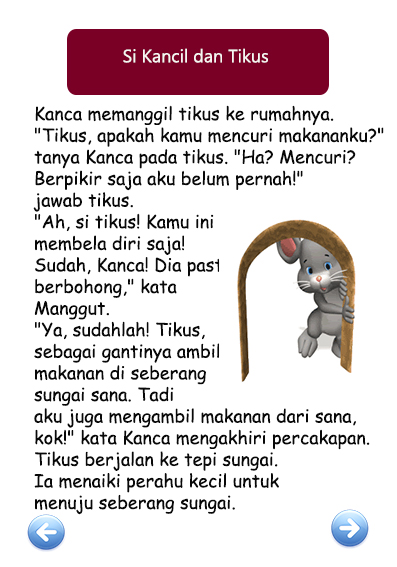 Si Kancil dan Tikus
Kanca memanggil tikus ke rumahnya.
"Tikus, apakah kamu mencuri makananku?"
tanya Kanca pada tikus. "Ha? Mencuri?
Berpikir saja aku belum pernah!"
jawab tikus.
"Ah, si tikus! Kamu ini
membela diri saja!
Sudah, Kanca! Dia past
berbohong," kata
Manggut.
"Ya, sudahlah! Tikus,
sebagai gantinya ambil
makanan di seberang
sungai sana. Tadi
aku juga mengambil makanan dari sana,
kok!" kata Kanca mengakhiri percakapan.
Tikus berjalan ke tepi sungai.
Ia menaiki perahu kecil untuk
menuju seberang sungai.